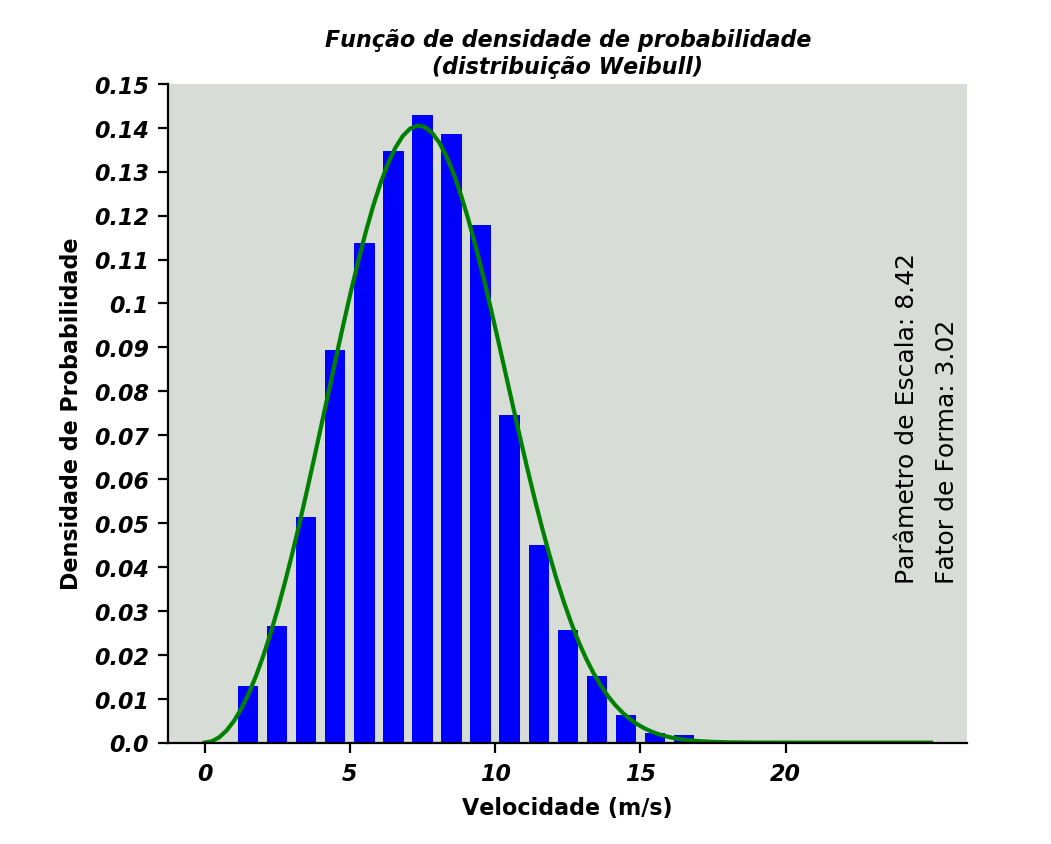 Função de densidade de probabilidade
(distribuição Weibull)
Densidade de Probabilidade
0.15
0.14
0.13
0.12
0.11
0.1
0.09
0.08
0.07
0.06
0.05
0.04
0.03
0.02
0.01
0.0
Parâmetro de Escala: 8.42
Fator de Forma: 3.02
0 5 10 15 20
Velocidade (m/s)